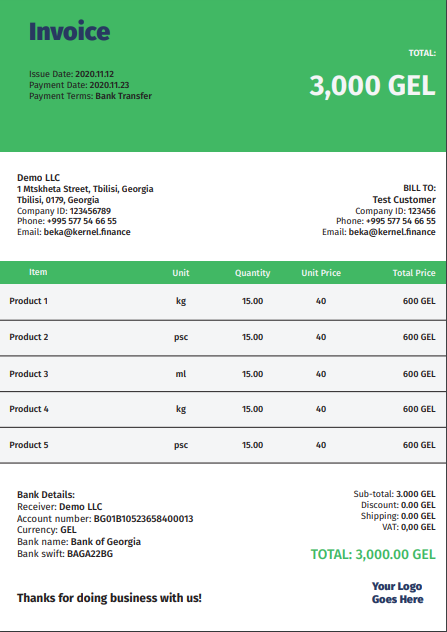 Invoice
TOTAL:
Issue Date: 2020.11.12
Payment Date: 2020.11.23
Payment Terms: Bank Transfer
3,000 GEL
Demo LLC
1 Mtskheta Street, Tbilisi, Georgia
Tbilisi, 0179, Georgia
Company ID: 123456789
Phone: +995 577 54 66 55
Email: beka@kernel.finance
BILL TO:
Test Customer
Company ID: 123456
Phone: +995 577 54 66 55
Email: beka@kernel.finance
Item Unit Quantity Unit Price Total Price
Product 1 kg 15.00 40 600 GEL
Product 2 psc 15.00 40 600 GEL
Product 3 ml 15.00 40 600 GEL
Product 4 kg 15.00 40 600 GEL
Product 5 psc 15.00 40 600 GEL
Bank Details:
Receiver: Demo LLC
Account number: BG01B10523658400013
Currency: GEL
Bank name: Bank of Georgia
Bank swift: BAGA22BG
Sub-total: 3.000 GEL
Discount: 0.00 GEL
Shipping: 0.00 GEL
VAT: 0,00 GEL
TOTAL: 3,000.00 GEL
Thanks for doing business with us!
Your Logo
Goes Here